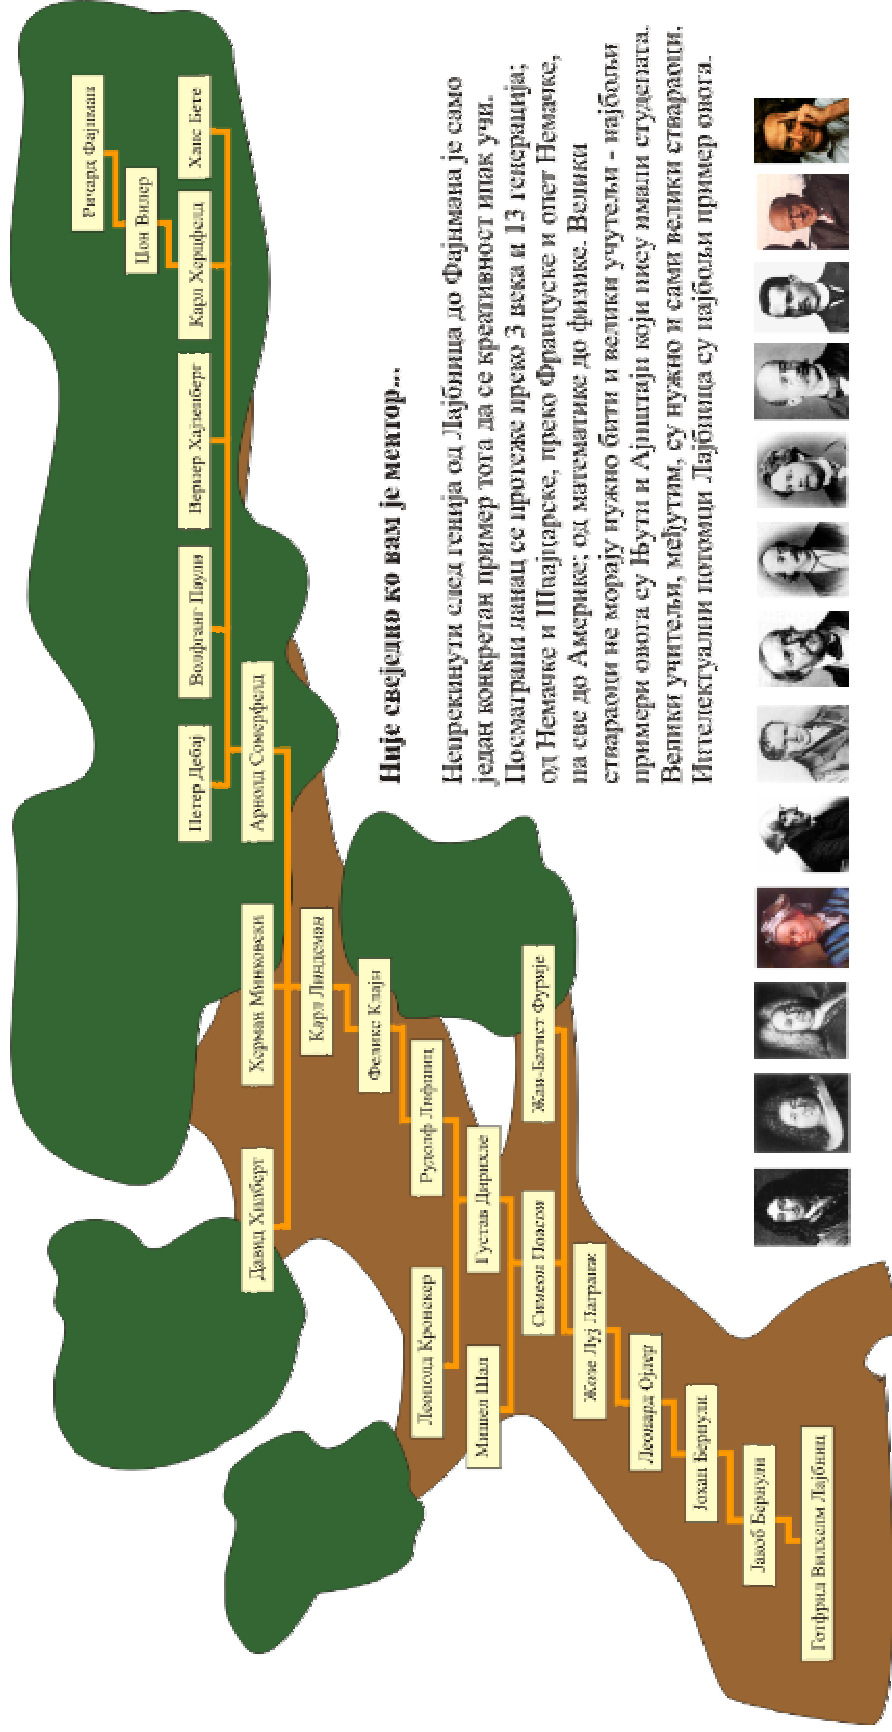 Није свеједно ко вам је ментор...
Непрекинути след генија од Лајбница до Фајнмана је само
један конкретан пример тога да се креативност ипак учи.
Посматрани ланац се протеже преко 3 века и 13 генерација;
од Немачке и Швајцарске, преко Француске и опет Немачке,
па све до Америке; од математике до физике. Велики
ствараоци не морају нужно бити и велики учутељи - најбољи
примери овога су Њутн и Ајнштајн који нису имали студената.
Велики учитељи, међутим, су нужно и сами велики ствараоци.
Интелектуални потомци Лајбница су најбољи пример овога.
Ричард Фајнман
Џон Вилер
Петер Дебај
Волфганг Паули
Вернер Хајзенберг
Карл Херцфелд
Ханс Бете
Давид Хилберт
Херман Минковски
Арнолд Сомерфелд
Карл Линдеман
Феликс Клајн
Леополд Кронекер
Рудолф Лифшиц
Мишел Шал
Густав Дирихле
Симеон Поасон
Жан-Батист Фурије
Жозе Луј Лагранж
Леонард Ојлер
Јохан Бернули
Јакоб Бернули
Готфрид Вилхелм Лајбниц